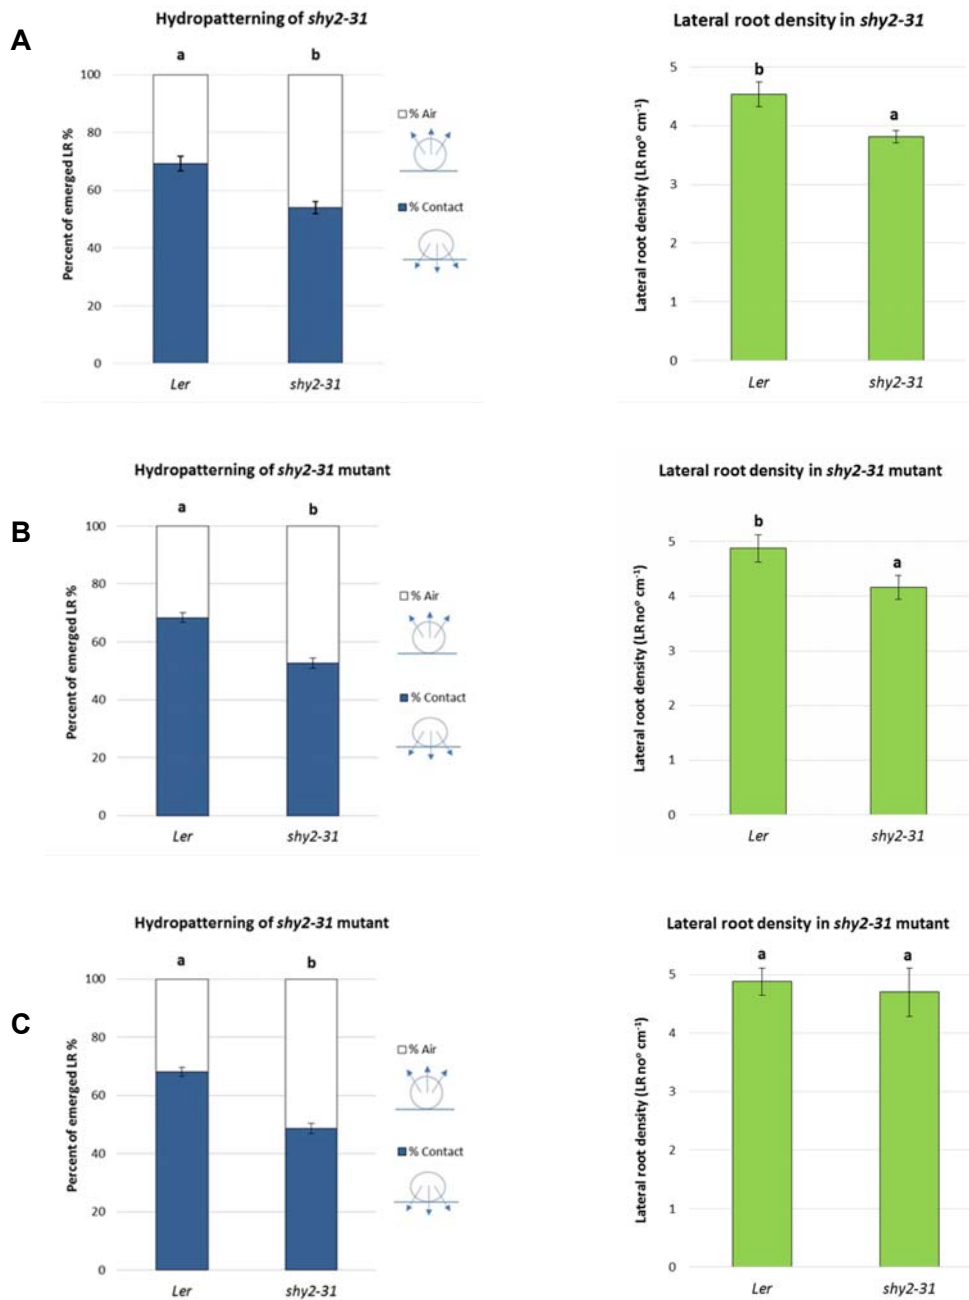 A
Hydropatterning of shy2-31
a b
100
80
60
40
20
0
Percent of emerged LR %
Ler shy2-31
% Air
% Contact
Lateral root density in shy2-31
b
a
5
4
3
2
1
0
Lateral root density (LR noº cm⁻¹)
Ler shy2-31
B
Hydropatterning of shy2-31 mutant
a b
100
80
60
40
20
0
Percent of emerged LR %
Ler shy2-31
% Air
% Contact
Lateral root density in shy2-31 mutant
b
a
5
4
3
2
1
0
Lateral root density (LR noº cm⁻¹)
Ler shy2-31
C
Hydropatterning of shy2-31 mutant
a b
100
80
60
40
20
0
Percent of emerged LR %
Ler shy2-31
% Air
% Contact
Lateral root density in shy2-31 mutant
a a
5
4
3
2
1
0
Lateral root density (LR noº cm⁻¹)
Ler shy2-31